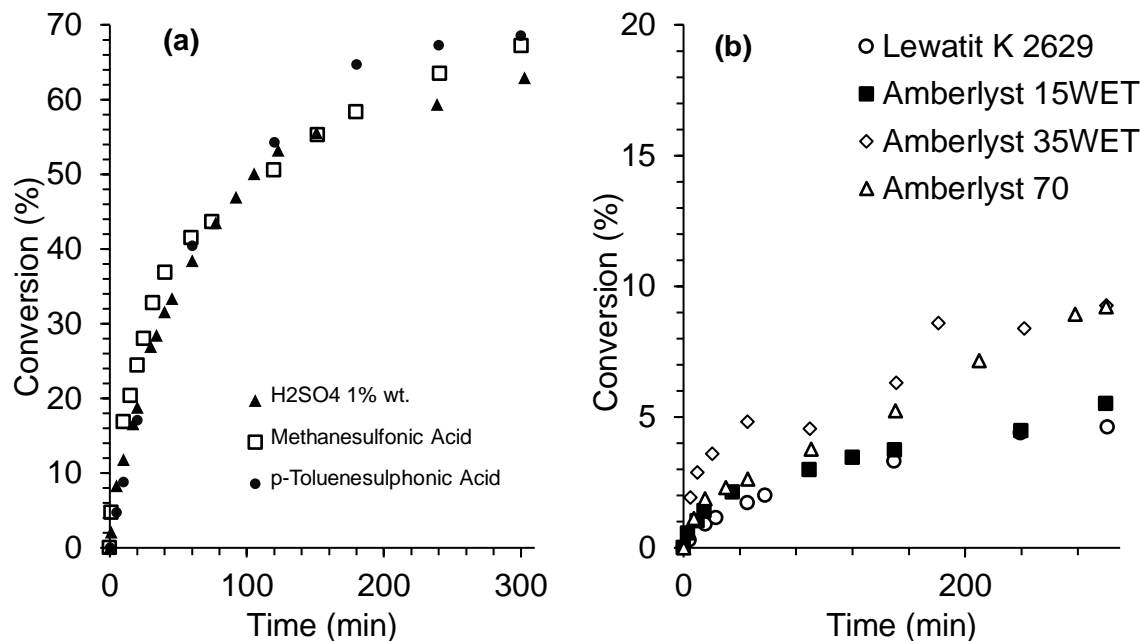 (a)
70
60
50
40
30
20
10
0
Conversion (%)
H2SO4 1% wt.
Methanesulfonic Acid
p-Toluenesulphonic Acid
0 100 200 300
Time (min)
(b)
20
15
10
5
0
Conversion (%)
Lewatit K 2629
Amberlyst 15WET
Amberlyst 35WET
Amberlyst 70
0 200
Time (min)